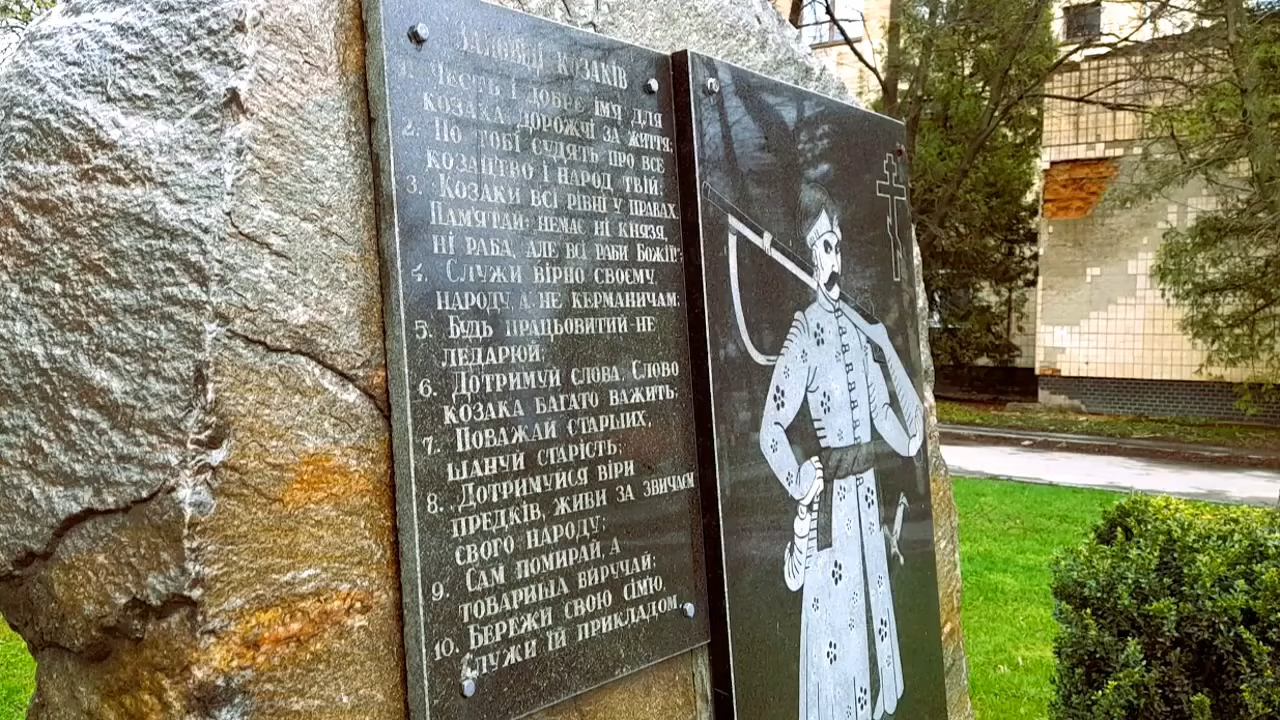 ЗАПОВІДІ КОЗАКІВ
1. ЧЕСТЬ І ДОБРЕ ІМ'Я ДЛЯ
КОЗАКА ДОРОЖЧІ ЗА ЖИТТЯ;
2. ПО ТОБІ СУДЯТЬ ПРО ВСЕ
КОЗАЦТВО І НАРОД ТВІЙ;
3. КОЗАКИ ВСІ РІВНІ У ПРАВАХ.
ПАМ'ЯТАЙ: НЕМАЄ НІ КНЯЗЯ,
НІ РАБА, АЛЕ ВСІ РАБИ БОЖІЇ;
4. СЛУЖИ ВІРНО СВОЄМУ
НАРОДУ, А НЕ КЕРМАНИЧАМ;
5. БУДЬ ПРАЦЬОВИТИЙ-НЕ
ЛЕДАРЮЙ;
6. ДОТРИМУЙ СЛОВА. СЛОВО
КОЗАКА БАГАТО ВАЖИТЬ;
7. ПОВАЖАЙ СТАРШИХ,
ШАНУЙ СТАРІСТЬ;
8. ДОТРИМУЙСЯ ВІРИ
ПРЕДКІВ, ЖИВИ ЗА ЗВИЧАЄМ
СВОГО НАРОДУ;
9. САМ ПОМИРАЙ, А
ТОВАРИША ВИРУЧАЙ;
10. БЕРЕЖИ СВОЮ СІМ'Ю,
СЛУЖИ ЇЙ ПРИКЛАДОМ.